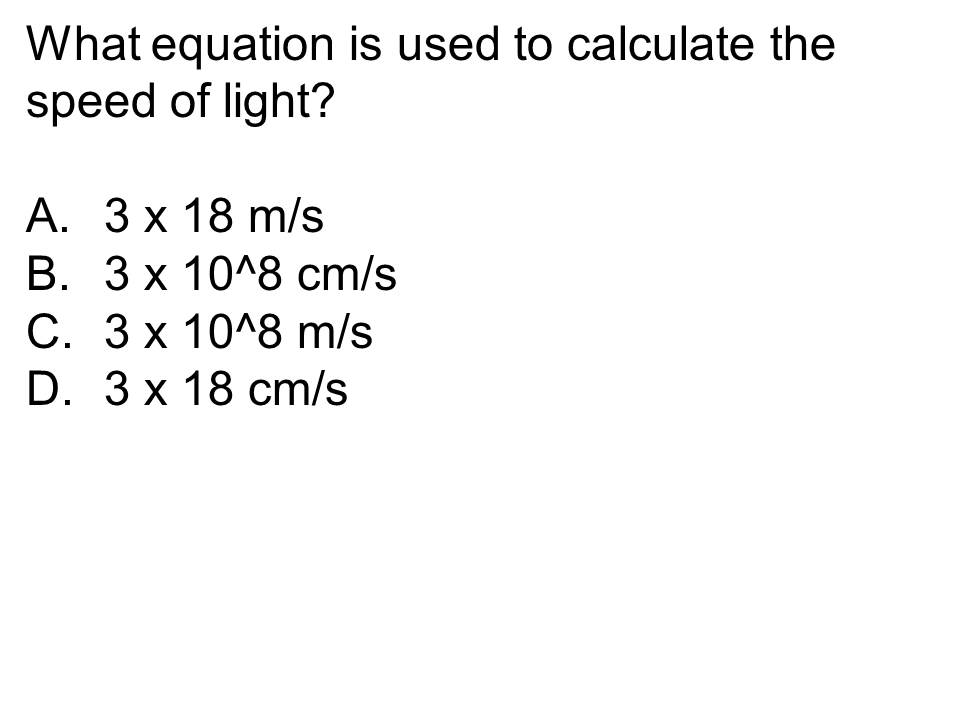 What equation is used to calculate the
speed of light?
A. 3 x 18 m/s
B. 3 x 10^8 cm/s
C. 3 x 10^8 m/s
D. 3 x 18 cm/s